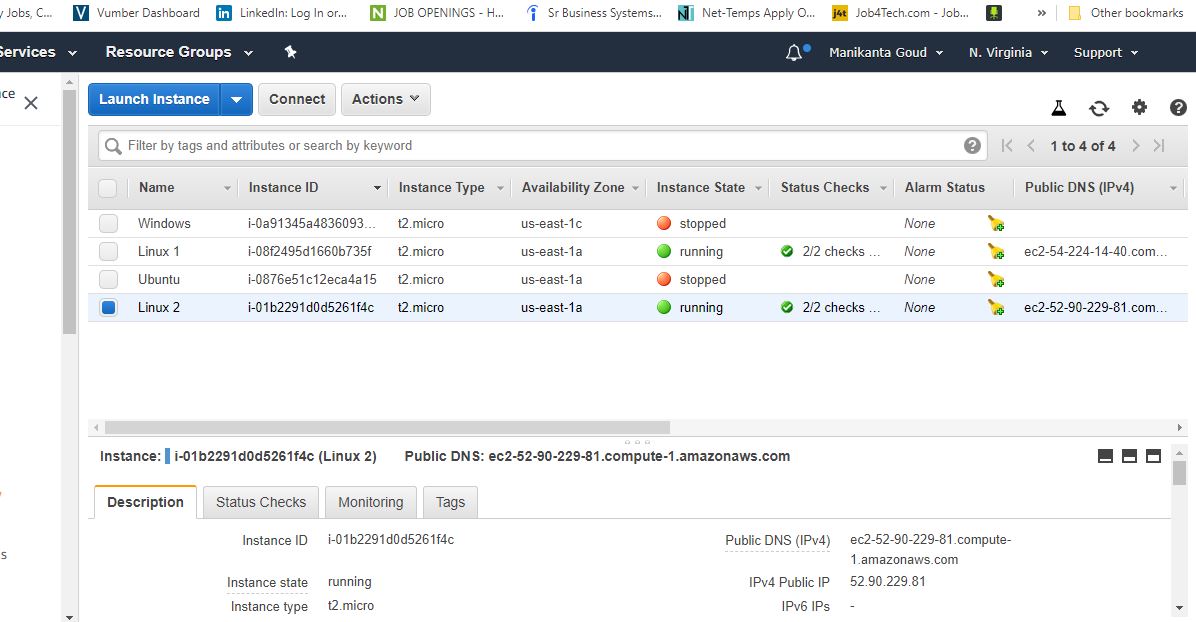 y Jobs, C... Vumber Dashboard LinkedIn: Log In or... JOB OPENINGS - H... Sr Business Systems... Net-Temps Apply O... j4t Job4Tech.com - Job... » Other bookmarks
Services Resource Groups Manikanta Goud N. Virginia Support
ce
Launch Instance Connect Actions
Filter by tags and attributes or search by keyword 1 to 4 of 4
Name Instance ID Instance Type Availability Zone Instance State Status Checks Alarm Status Public DNS (IPv4)
Windows i-0a91345a4836093... t2.micro us-east-1c stopped None
Linux 1 i-08f2495d1660b735f t2.micro us-east-1a running 2/2 checks ... None ec2-54-224-14-40.com...
Ubuntu i-0876e51c12eca4a15 t2.micro us-east-1a stopped None
Linux 2 i-01b2291d0d5261f4c t2.micro us-east-1a running 2/2 checks ... None ec2-52-90-229-81.com...
Instance: i-01b2291d0d5261f4c (Linux 2) Public DNS: ec2-52-90-229-81.compute-1.amazonaws.com
Description Status Checks Monitoring Tags
Instance ID i-01b2291d0d5261f4c Public DNS (IPv4) ec2-52-90-229-81.compute-
1.amazonaws.com
s
Instance state running IPv4 Public IP 52.90.229.81
Instance type t2.micro IPv6 IPs -